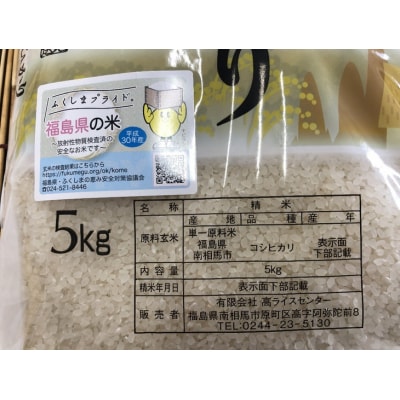 り
ふくしまプライド。
福島県の米
平成
30年産
～放射性物質検査済の
安全なお米です～
玄米の検査結果はこちらから
https://fukumegu.org/ok/kome
福島県・ふくしまの恵み安全対策協議会
☎024-521-8446
5kg
名称 精米
原料玄米 産地 品種 産年
単一原料米
福島県 コシヒカリ 表示面
南相馬市 下部記載
内容量 5kg
精米年月日 表示面下部記載
販売者 有限会社 高ライスセンター
福島県南相馬市原町区高字阿弥陀前8
TEL 0244-23-5130